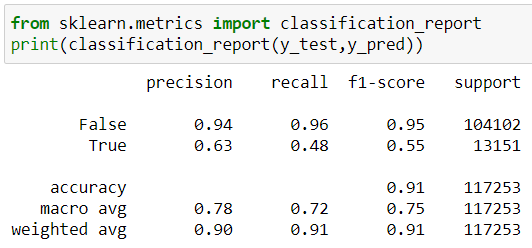 from sklearn.metrics import classification_report
print(classification_report(y_test,y_pred))
precision recall f1-score support
False 0.94 0.96 0.95 104102
True 0.63 0.48 0.55 13151
accuracy 0.91 117253
macro avg 0.78 0.72 0.75 117253
weighted avg 0.90 0.91 0.91 117253